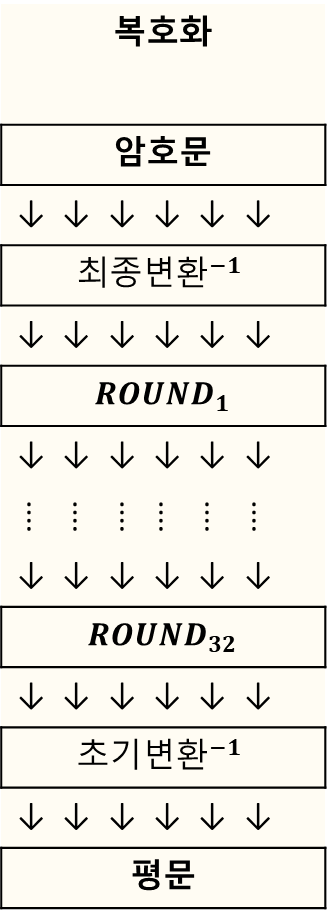 복호화
암호문
↓ ↓ ↓ ↓ ↓ ↓
최종변환⁻¹
↓ ↓ ↓ ↓ ↓ ↓
ROUND₁
↓ ↓ ↓ ↓ ↓ ↓
⋮ ⋮ ⋮ ⋮ ⋮ ⋮
↓ ↓ ↓ ↓ ↓ ↓
ROUND₃₂
↓ ↓ ↓ ↓ ↓ ↓
초기변환⁻¹
↓ ↓ ↓ ↓ ↓ ↓
평문